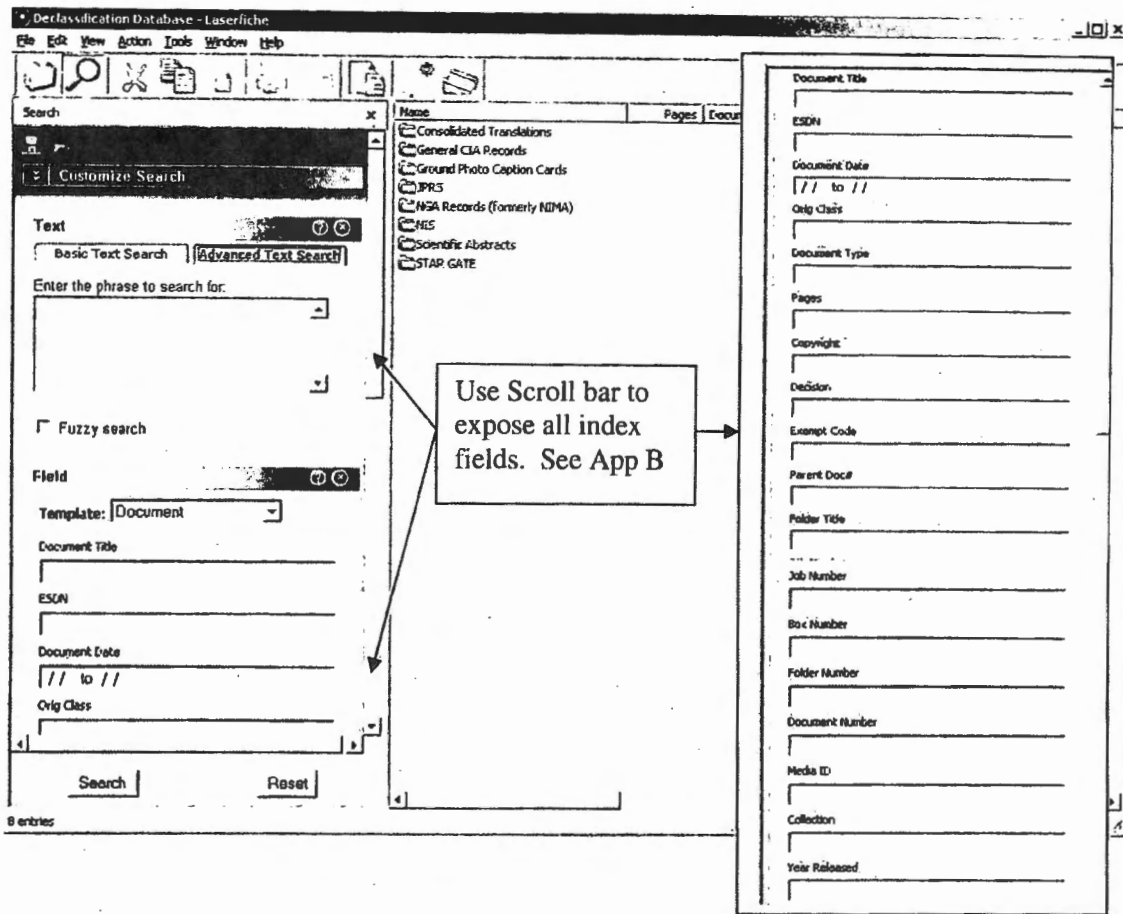 Declassdication Database - Laserfiche
File Edit View Action Tools Window Help
Search
Customize Search
Text
Basic Text Search Advanced Text Search
Enter the phrase to search for:
Fuzzy search
Field
Template: Document
Document Title
ESDN
Document Date
/ / to / /
Orig Class
Search Reset
8 entries
Name Pages Docum
Consolidated Translations
General CIA Records
Ground Photo Caption Cards
JPRS
NGA Records (formerly NIMA)
NIS
Scientific Abstracts
STAR GATE
Use Scroll bar to
expose all index
fields. See App B
Document Title
ESDN
Document Date
/ / to / /
Orig Class
Document Type
Pages
Copyright
Decision
Exempt Code
Parent Doc#
Folder Title
Job Number
Box Number
Folder Number
Document Number
Media ID
Collection
Year Released